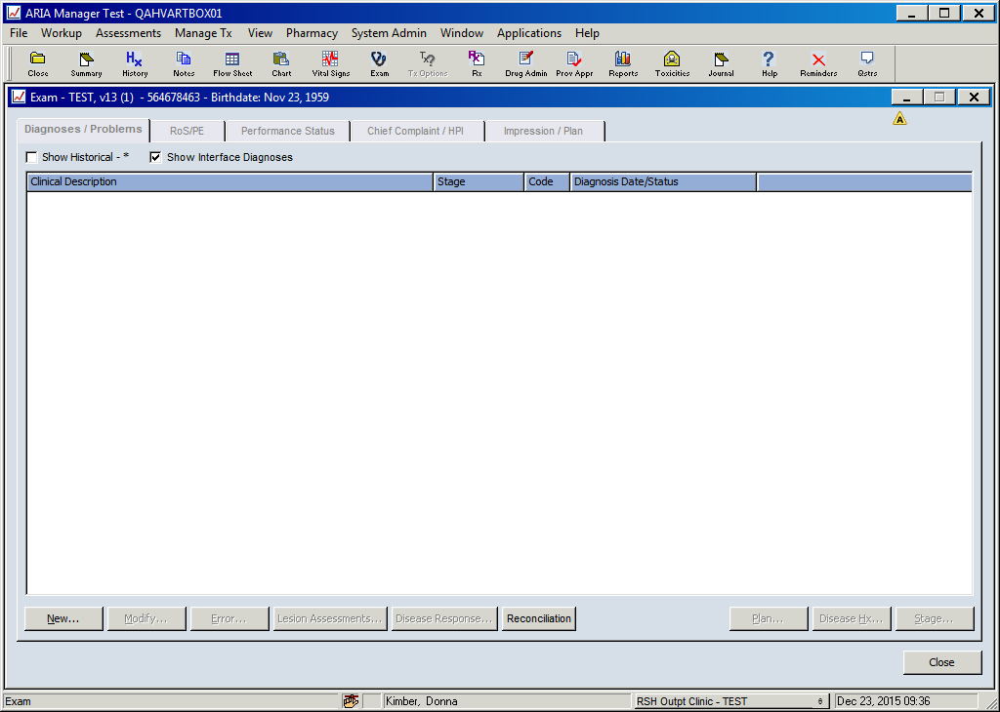 ARIA Manager Test - QAHVARTBOX01
File Workup Assessments Manage Tx View Pharmacy System Admin Window Applications Help
Close Summary History Notes Flow Sheet Chart Vital Signs Exam Tx Options Rx Drug Admin Prov Appr Reports Toxicities Journal Help Reminders Qstrs
Exam - TEST, v13 (1) - 564678463 - Birthdate: Nov 23, 1959
Diagnoses / Problems RoS/PE Performance Status Chief Complaint / HPI Impression / Plan
A
Show Historical - * Show Interface Diagnoses
Clinical Description Stage Code Diagnosis Date/Status
New... Modify... Error... Lesion Assessments... Disease Response... Reconciliation Plan... Disease Hx... Stage...
Close
Exam Kimber, Donna RSH Outpt Clinic - TEST Dec 23, 2015 09:36